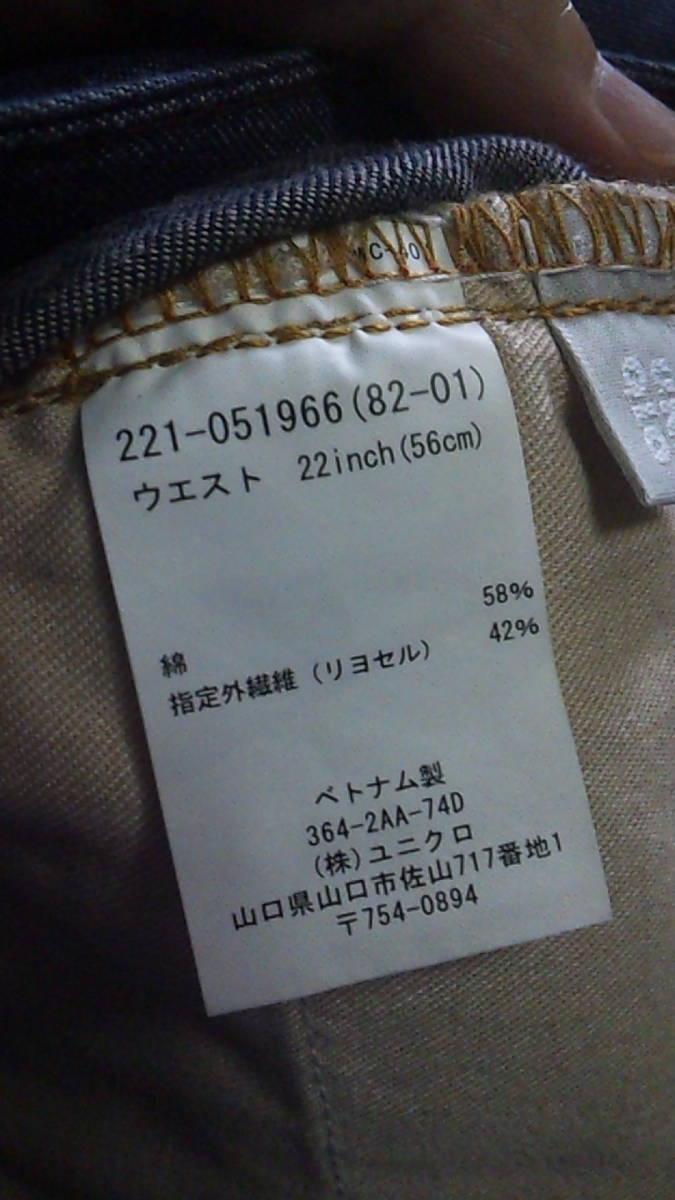 221-051966(82-01)
ウエスト 22inch(56cm)
綿 58%
指定外繊維(リヨセル) 42%
ベトナム製
364-2AA-74D
(株)ユニクロ
山口県山口市佐山717番地1
〒754-0894